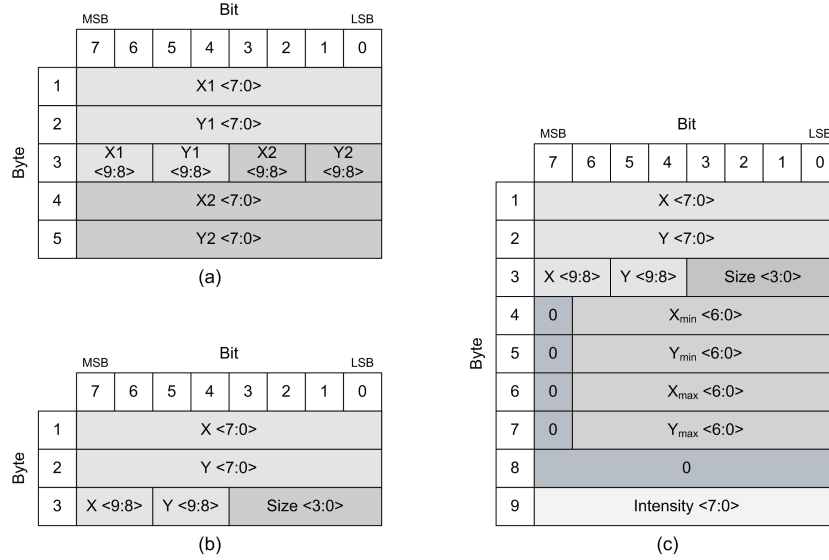 Bit
MSB LSB
7 6 5 4 3 2 1 0
Byte
1 X1 <7:0>
2 Y1 <7:0>
3 X1 <9:8> Y1 <9:8> X2 <9:8> Y2 <9:8>
4 X2 <7:0>
5 Y2 <7:0>
(a)
Bit
MSB LSB
7 6 5 4 3 2 1 0
Byte
1 X <7:0>
2 Y <7:0>
3 X <9:8> Y <9:8> Size <3:0>
(b)
Bit
MSB LSB
7 6 5 4 3 2 1 0
Byte
1 X <7:0>
2 Y <7:0>
3 X <9:8> Y <9:8> Size <3:0>
4 0 Xmin <6:0>
5 0 Ymin <6:0>
6 0 Xmax <6:0>
7 0 Ymax <6:0>
8 0
9 Intensity <7:0>
(c)